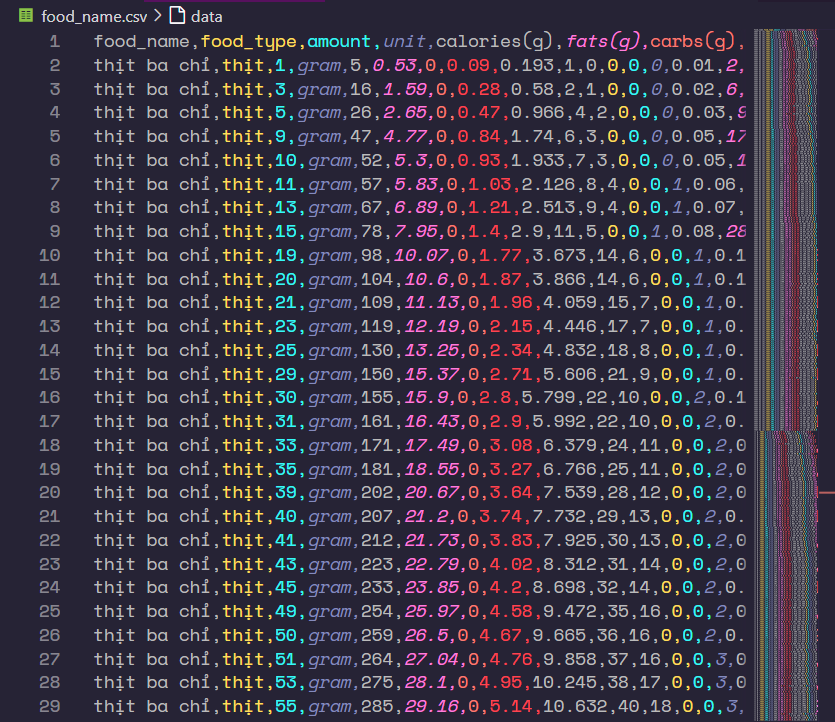 food_name.csv > data
1 food_name,food_type,amount,unit,calories(g),fats(g),carbs(g),
2 thịt ba chỉ,thịt,1,gram,5,0.53,0,0.09,0.193,1,0,0,0,0,0.01,2,
3 thịt ba chỉ,thịt,3,gram,16,1.59,0,0.28,0.58,2,1,0,0,0,0.02,6,
4 thịt ba chỉ,thịt,5,gram,26,2.65,0,0.47,0.966,4,2,0,0,0,0.03,9
5 thịt ba chỉ,thịt,9,gram,47,4.77,0,0.84,1.74,6,3,0,0,0,0.05,17
6 thịt ba chỉ,thịt,10,gram,52,5.3,0,0.93,1.933,7,3,0,0,0,0.05,1
7 thịt ba chỉ,thịt,11,gram,57,5.83,0,1.03,2.126,8,4,0,0,1,0.06,
8 thịt ba chỉ,thịt,13,gram,67,6.89,0,1.21,2.513,9,4,0,0,1,0.07,
9 thịt ba chỉ,thịt,15,gram,78,7.95,0,1.4,2.9,11,5,0,0,1,0.08,28
10 thịt ba chỉ,thịt,19,gram,98,10.07,0,1.77,3.673,14,6,0,0,1,0.1
11 thịt ba chỉ,thịt,20,gram,104,10.6,0,1.87,3.866,14,6,0,0,1,0.1
12 thịt ba chỉ,thịt,21,gram,109,11.13,0,1.96,4.059,15,7,0,0,1,0.
13 thịt ba chỉ,thịt,23,gram,119,12.19,0,2.15,4.446,17,7,0,0,1,0.
14 thịt ba chỉ,thịt,25,gram,130,13.25,0,2.34,4.832,18,8,0,0,1,0.
15 thịt ba chỉ,thịt,29,gram,150,15.37,0,2.71,5.606,21,9,0,0,1,0.
16 thịt ba chỉ,thịt,30,gram,155,15.9,0,2.8,5.799,22,10,0,0,2,0.1
17 thịt ba chỉ,thịt,31,gram,161,16.43,0,2.9,5.992,22,10,0,0,2,0.
18 thịt ba chỉ,thịt,33,gram,171,17.49,0,3.08,6.379,24,11,0,0,2,0
19 thịt ba chỉ,thịt,35,gram,181,18.55,0,3.27,6.766,25,11,0,0,2,0
20 thịt ba chỉ,thịt,39,gram,202,20.67,0,3.64,7.539,28,12,0,0,2,0
21 thịt ba chỉ,thịt,40,gram,207,21.2,0,3.74,7.732,29,13,0,0,2,0.
22 thịt ba chỉ,thịt,41,gram,212,21.73,0,3.83,7.925,30,13,0,0,2,0
23 thịt ba chỉ,thịt,43,gram,223,22.79,0,4.02,8.312,31,14,0,0,2,0
24 thịt ba chỉ,thịt,45,gram,233,23.85,0,4.2,8.698,32,14,0,0,2,0.
25 thịt ba chỉ,thịt,49,gram,254,25.97,0,4.58,9.472,35,16,0,0,2,0
26 thịt ba chỉ,thịt,50,gram,259,26.5,0,4.67,9.665,36,16,0,0,2,0.
27 thịt ba chỉ,thịt,51,gram,264,27.04,0,4.76,9.858,37,16,0,0,3,0
28 thịt ba chỉ,thịt,53,gram,275,28.1,0,4.95,10.245,38,17,0,0,3,0
29 thịt ba chỉ,thịt,55,gram,285,29.16,0,5.14,10.632,40,18,0,0,3,